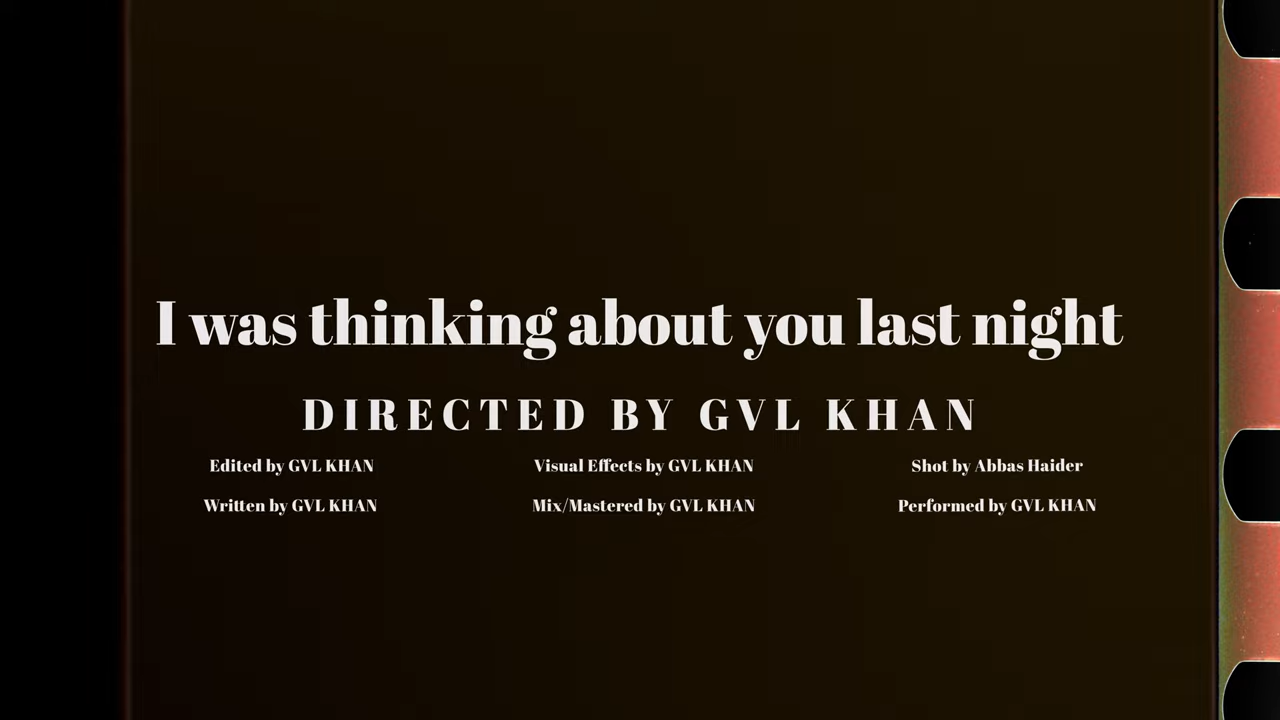 I was thinking about you last night
DIRECTED BY GVL KHAN
Edited by GVL KHAN
Visual Effects by GVL KHAN
Shot by Abbas Haider
Written by GVL KHAN
Mix/Mastered by GVL KHAN
Performed by GVL KHAN